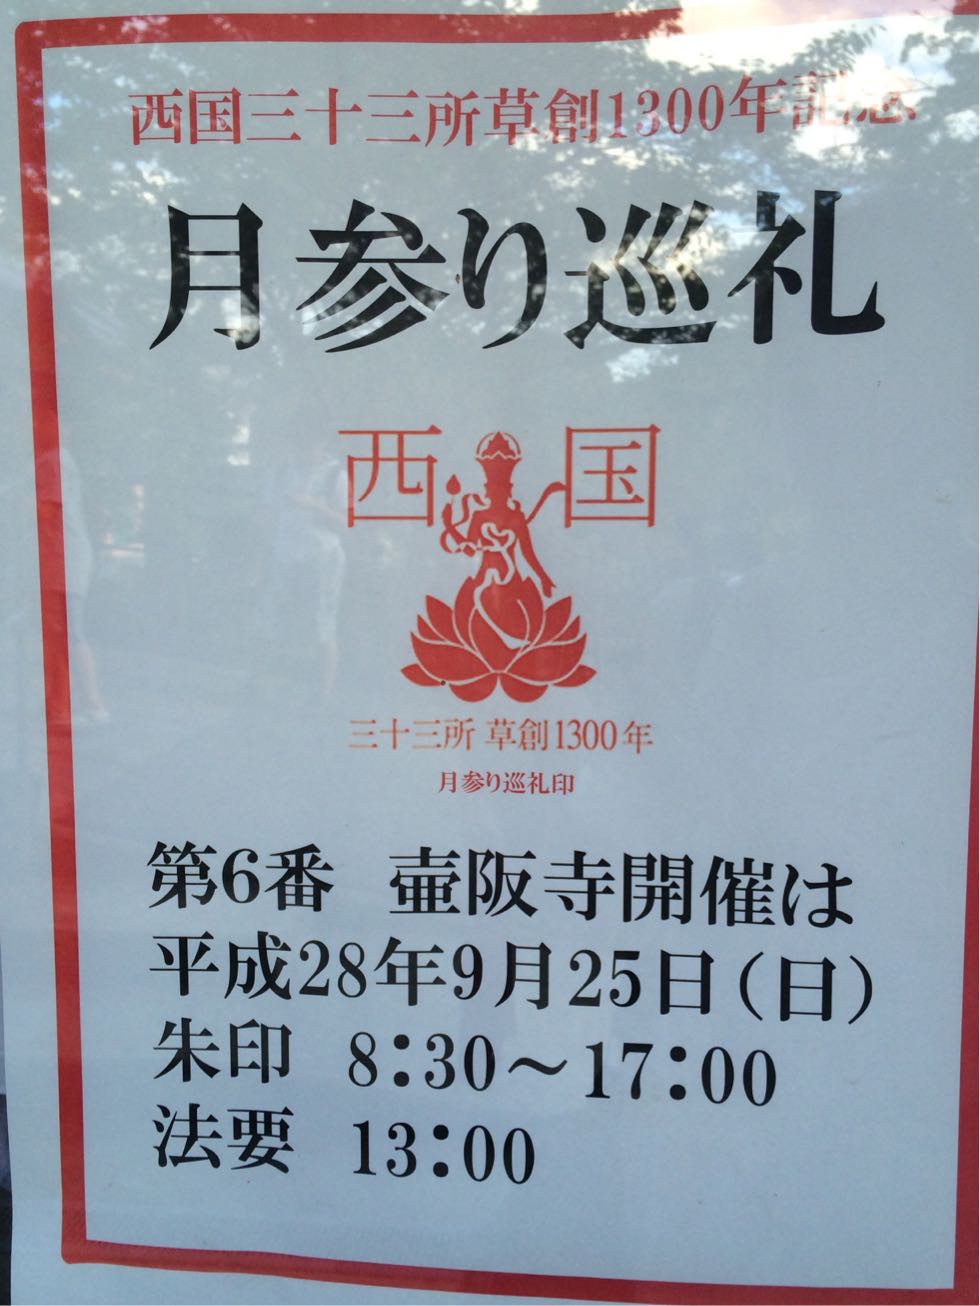 西国三十三所草創1300年記念
月参り巡礼
西国
三十三所 草創1300年
月参り巡礼印
第6番 壷阪寺開催は
平成28年9月25日(日)
朱印 8:30～17:00
法要 13:00